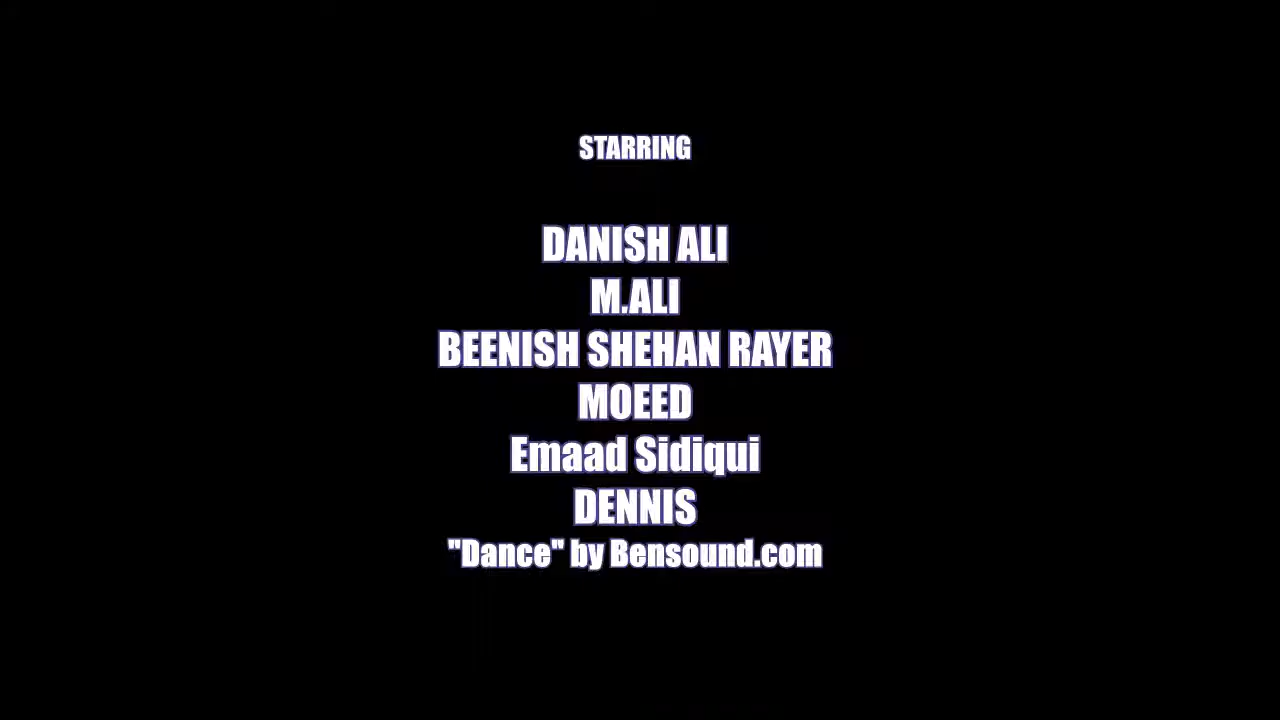 STARRING
DANISH ALI
M.ALI
BEENISH SHEHAN RAYER
MOEED
Emaad Sidiqui
DENNIS
"Dance" by Bensound.com